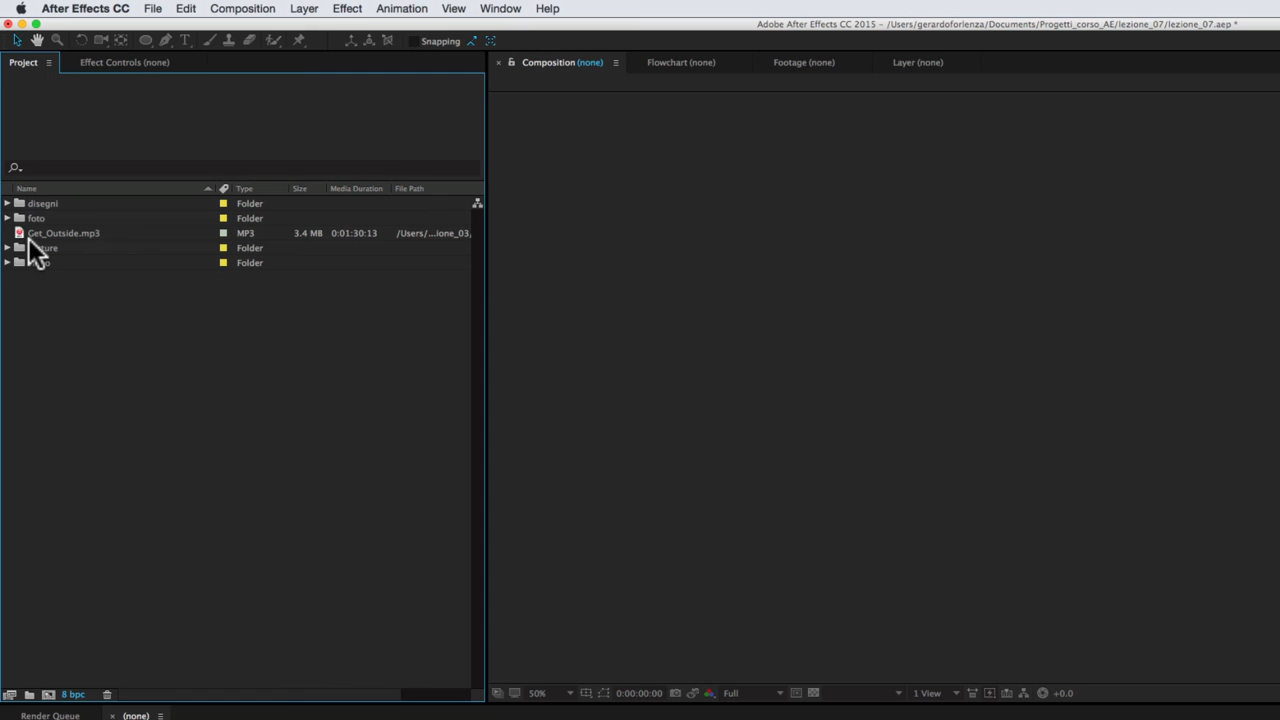 After Effects CC File Edit Composition Layer Effect Animation View Window Help
Adobe After Effects CC 2015 - /Users/gerardoforlenza/Documents/Progetti_corso_AE/lezione_07/lezione_07.aep *
Snapping
Project Effect Controls (none) Composition (none) Flowchart (none) Footage (none) Layer (none)
Name Type Size Media Duration File Path
disegni Folder
foto Folder
Get_Outside.mp3 MP3 3.4 MB 0:01:30:13 /Users/...ione_03,
Folder
Folder
8 bpc 50% 0:00:00:00 Full 1 View +0.0
Render Queue (none)